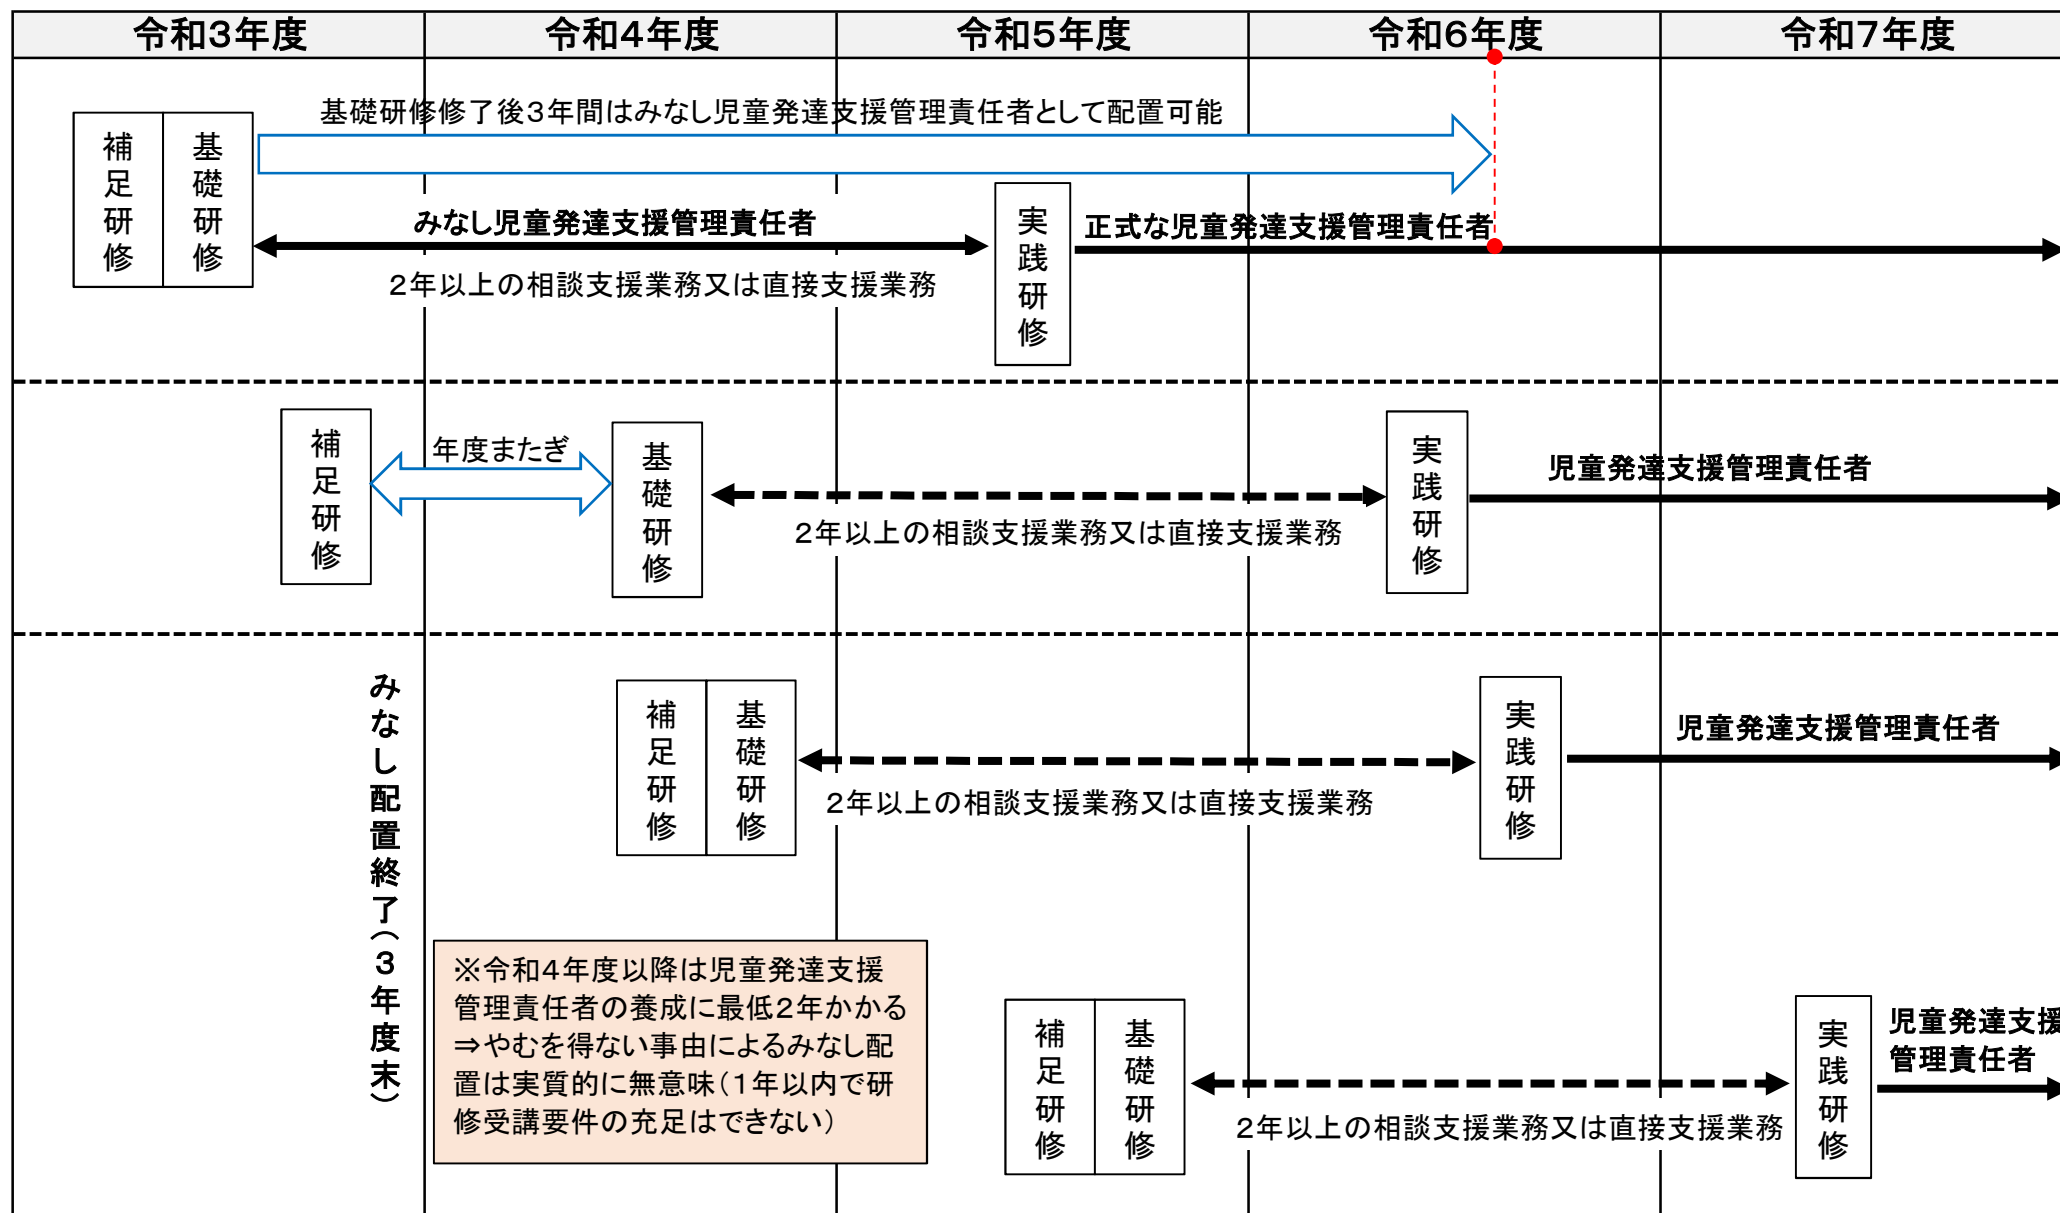 令和3年度
令和4年度
令和5年度
令和6年度
令和7年度
基礎研修修了後3年間はみなし児童発達支援管理責任者として配置可能
補足研修
基礎研修
みなし児童発達支援管理責任者
2年以上の相談支援業務又は直接支援業務
実践研修
正式な児童発達支援管理責任者
補足研修
年度またぎ
基礎研修
2年以上の相談支援業務又は直接支援業務
実践研修
児童発達支援管理責任者
みなし配置終了(3年度末)
補足研修
基礎研修
2年以上の相談支援業務又は直接支援業務
実践研修
児童発達支援管理責任者
※令和4年度以降は児童発達支援
管理責任者の養成に最低2年かかる
⇒やむを得ない事由によるみなし配
置は実質的に無意味(1年以内で研
修受講要件の充足はできない)
補足研修
基礎研修
2年以上の相談支援業務又は直接支援業務
実践研修
児童発達支援
管理責任者